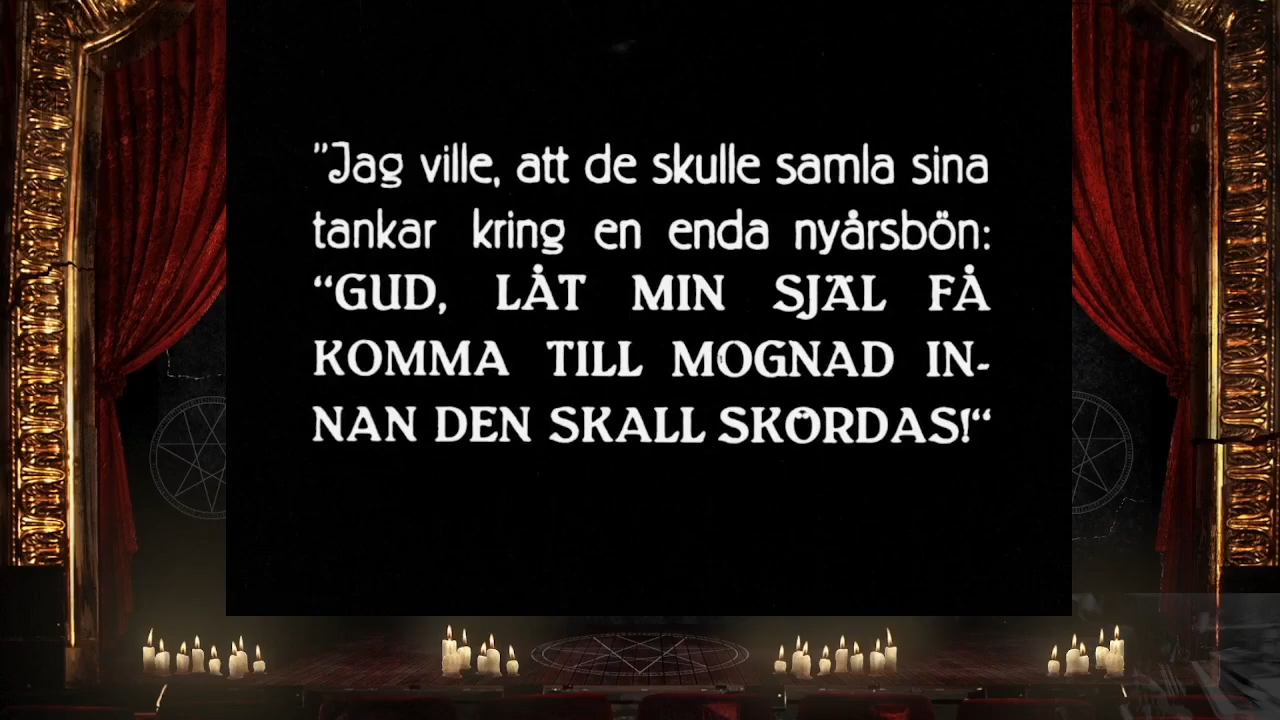 ”Jag ville, att de skulle samla sina
tankar kring en enda nyårsbön:
“GUD, LÅT MIN SJÄL FÅ
KOMMA TILL MOGNAD IN-
NAN DEN SKALL SKÖRDAS!“